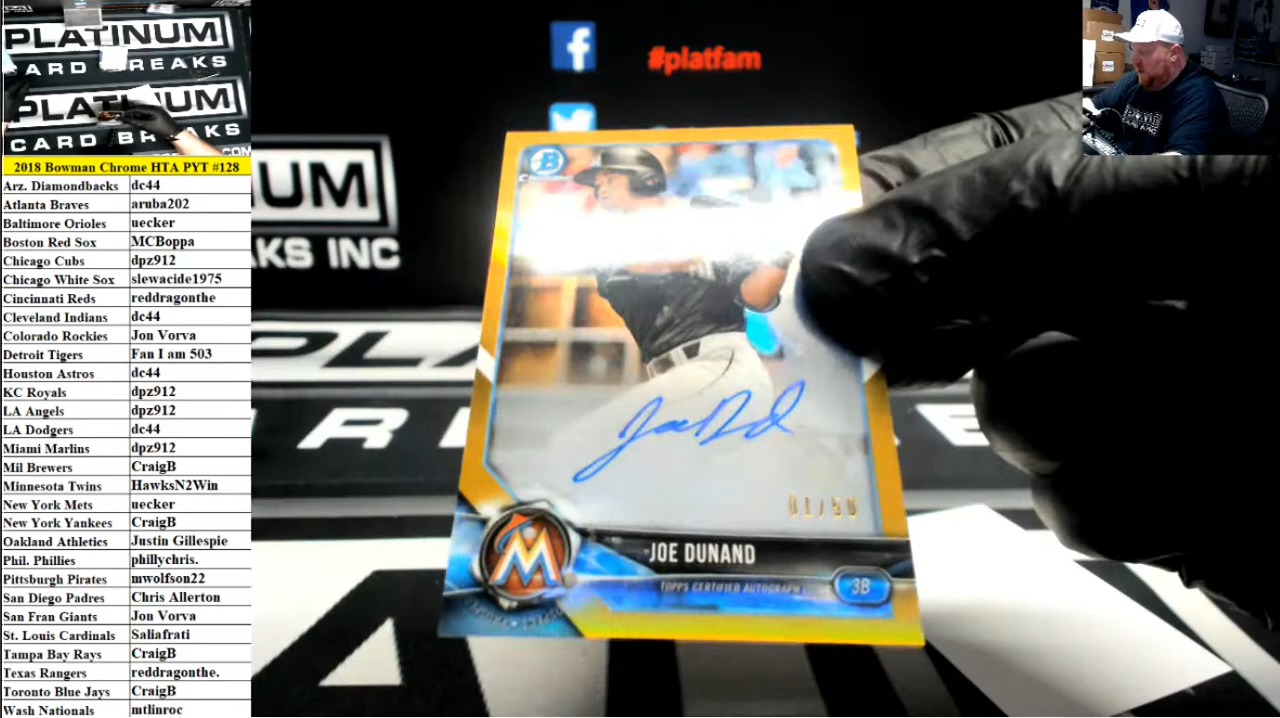 PLATINUM
CARD BREAKS
PLATINUM
CARD BREAKS
2018 Bowman Chrome HTA PYT #128
Arz. Diamondbacks dc44
Atlanta Braves aruba202
Baltimore Orioles uecker
Boston Red Sox MCBoppa
Chicago Cubs dpz912
Chicago White Sox slewacide1975
Cincinnati Reds reddragonthe
Cleveland Indians dc44
Colorado Rockies Jon Vorva
Detroit Tigers Fan I am 503
Houston Astros dc44
KC Royals dpz912
LA Angels dpz912
LA Dodgers dc44
Miami Marlins dpz912
Mil Brewers CraigB
Minnesota Twins HawksN2Win
New York Mets uecker
New York Yankees CraigB
Oakland Athletics Justin Gillespie
Phil. Phillies phillychris.
Pittsburgh Pirates mwolfson22
San Diego Padres Chris Allerton
San Fran Giants Jon Vorva
St. Louis Cardinals Saliafrati
Tampa Bay Rays CraigB
Texas Rangers reddragonthe.
Toronto Blue Jays CraigB
Wash Nationals mtlinroc
f
#platfam
NUM
AKS INC
PLA
R
B
Chrome
01/50
M
JOE DUNAND
TOPPS CERTIFIED AUTOGRAPH
3B